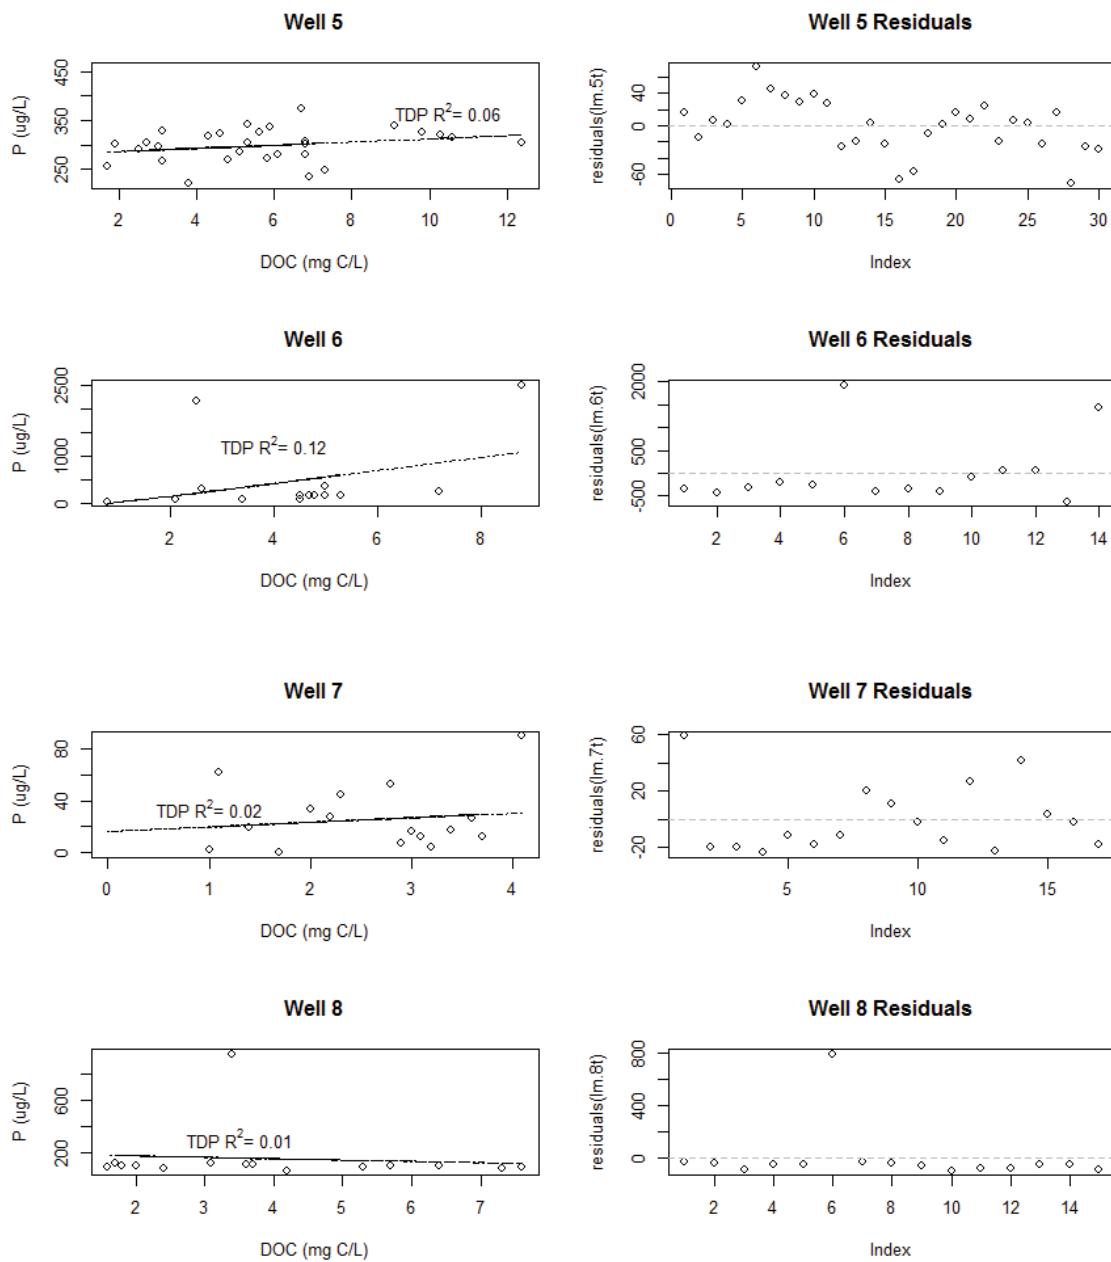 Well 5
Well 5 Residuals
P (ug/L)
250
350
450
TDP R²= 0.06
2
4
6
8
10
12
DOC (mg C/L)
residuals(lm.5t)
-60
0
40
0
5
10
15
20
25
30
Index
Well 6
Well 6 Residuals
P (ug/L)
0
1000
2500
TDP R²= 0.12
2
4
6
8
DOC (mg C/L)
residuals(lm.6t)
-500
500
2000
2
4
6
8
10
12
14
Index
Well 7
Well 7 Residuals
P (ug/L)
0
40
80
TDP R²= 0.02
0
1
2
3
4
DOC (mg C/L)
residuals(lm.7t)
-20
20
60
5
10
15
Index
Well 8
Well 8 Residuals
P (ug/L)
200
600
TDP R²= 0.01
2
3
4
5
6
7
DOC (mg C/L)
residuals(lm.8t)
0
400
800
2
4
6
8
10
12
14
Index